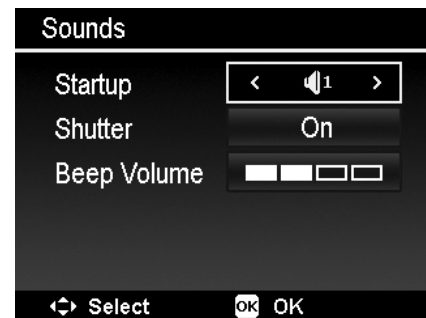 Sounds
Startup < 1 >
Shutter On
Beep Volume
Select OK OK